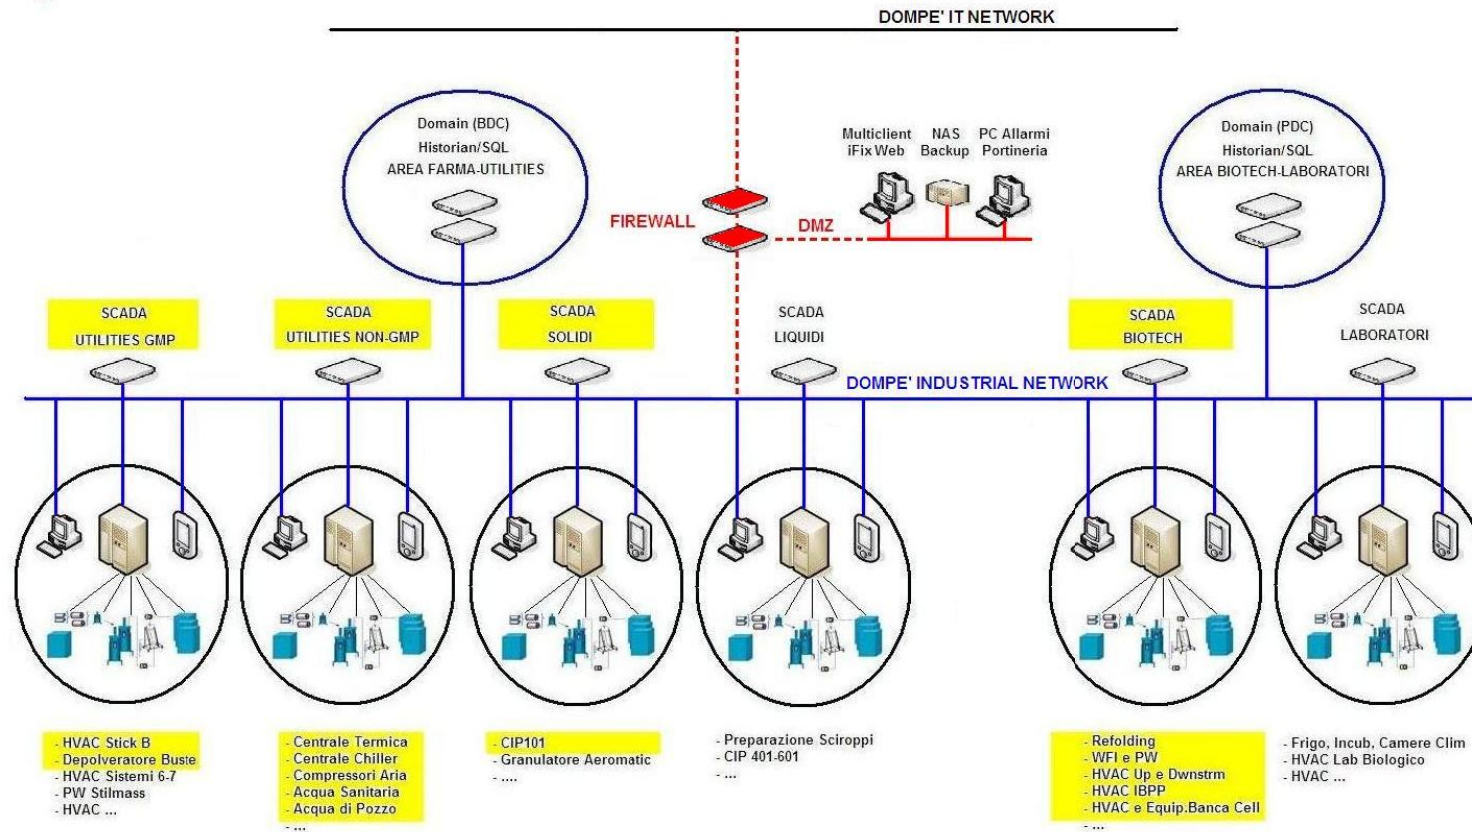 DOMPE' IT NETWORK
Domain (BDC)
Historian/SQL
AREA FARMA-UTILITIES
Multiclient
iFix Web
NAS
Backup
PC Allarmi
Portineria
Domain (PDC)
Historian/SQL
AREA BIOTECH-LABORATORI
FIREWALL
DMZ
SCADA
UTILITIES GMP
SCADA
UTILITIES NON-GMP
SCADA
SOLIDI
SCADA
LIQUIDI
SCADA
BIOTECH
SCADA
LABORATORI
DOMPE' INDUSTRIAL NETWORK
- HVAC Stick B
- Depolveratore Buste
- HVAC Sistemi 6-7
- PW Stilmass
- HVAC ...
- Centrale Termica
- Centrale Chiller
- Compressori Aria
- Acqua Sanitaria
- Acqua di Pozzo
- ...
- CIP101
- Granulatore Aeromatic
- ....
- Preparazione Sciroppi
- CIP 401-601
- ...
- Refolding
- WFI e PW
- HVAC Up e Dwnstrm
- HVAC IBPP
- HVAC e Equip.Banca Cell
- ...
- Frigo, Incub, Camere Clim
- HVAC Lab Biologico
- HVAC ...